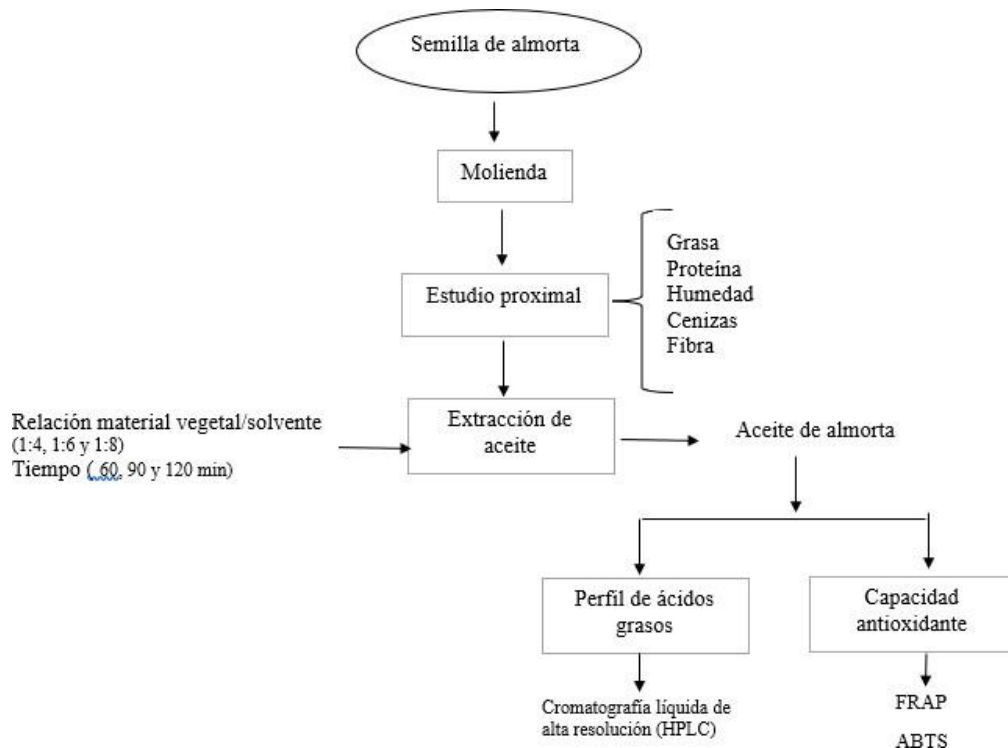 Semilla de almorta
Molienda
Estudio proximal
Grasa
Proteína
Humedad
Cenizas
Fibra
Relación material vegetal/solvente
(1:4, 1:6 y 1:8)
Tiempo ( 60, 90 y 120 min)
Extracción de
aceite
Aceite de almorta
Perfil de ácidos
grasos
Capacidad
antioxidante
Cromatografía líquida de
alta resolución (HPLC)
FRAP
ABTS